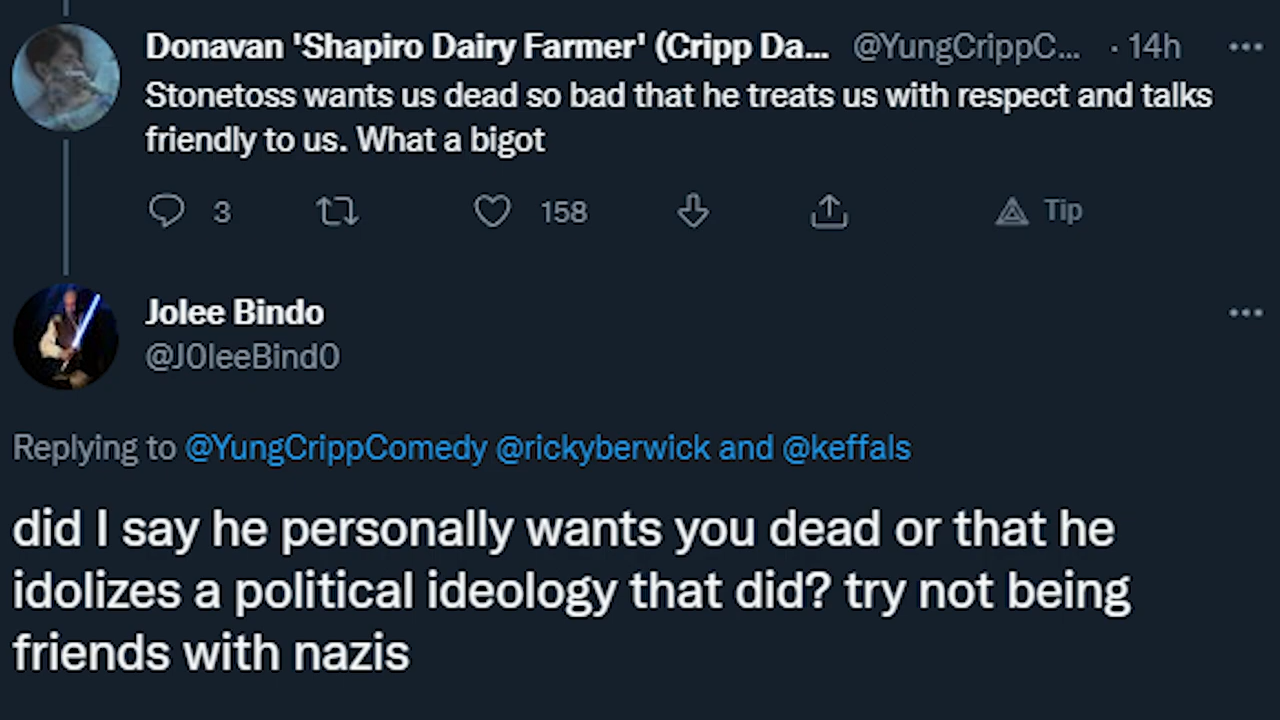 Donavan 'Shapiro Dairy Farmer' (Cripp Da... @YungCrippC... · 14h
Stonetoss wants us dead so bad that he treats us with respect and talks
friendly to us. What a bigot
3 158 Tip
Jolee Bindo
@J0leeBind0
Replying to @YungCrippComedy @rickyberwick and @keffals
did I say he personally wants you dead or that he
idolizes a political ideology that did? try not being
friends with nazis